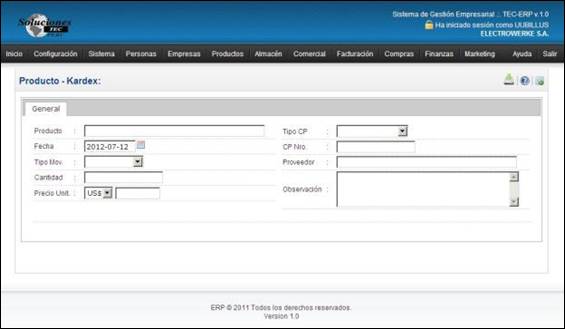 Soluciones
TEC
PERU
Sistema de Gestión Empresarial .: TEC-ERP v.1.0
Ha iniciado sesión como UUBILLUS
ELECTROWERKE S.A.
Inicio Configuración Sistema Personas Empresas Productos Almacén Comercial Facturación Compras Finanzas Marketing Ayuda Salir
Producto - Kardex:
General
Producto :
Tipo CP :
Fecha : 2012-07-12
CP Nro. :
Tipo Mov. :
Proveedor :
Cantidad :
Observación :
Precio Unit. : US$
ERP © 2011 Todos los derechos reservados.
Version 1.0